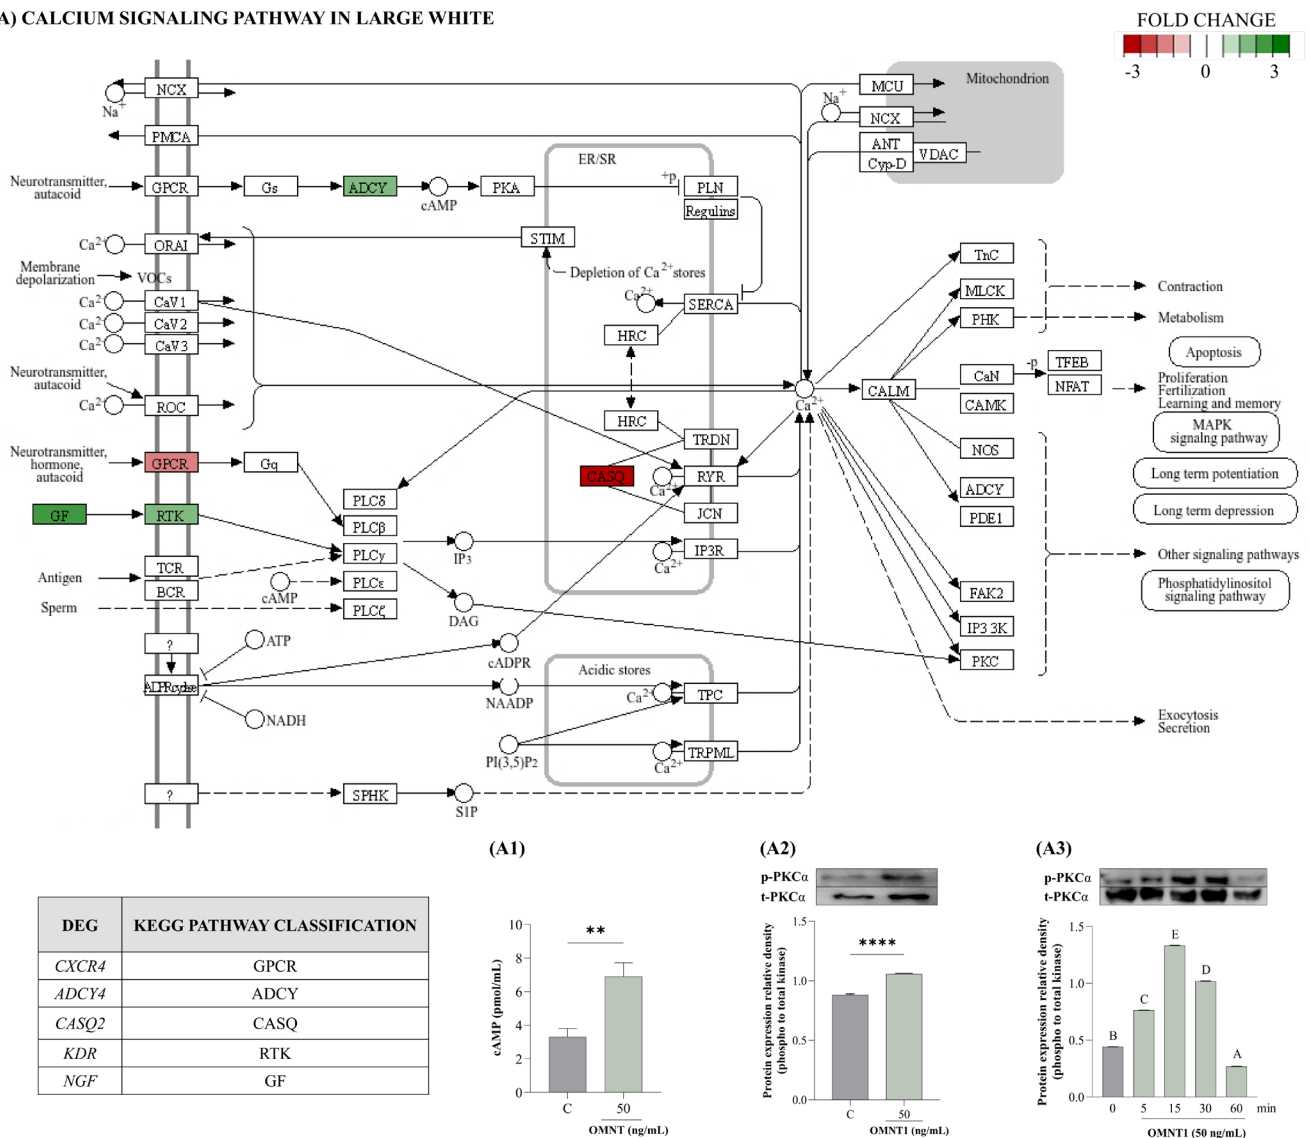 A) CALCIUM SIGNALING PATHWAY IN LARGE WHITE
FOLD CHANGE
-3 0 3
NCX
Na+
PMCA
Neurotransmitter,
autacoid
GPCR
Gs
ADCY
cAMP
PKA
+p
ER/SR
PLN
Regulins
MCU
Mitochondrion
Na+
NCX
ANT
Cyp-D
VDAC
Ca2+
ORAI
STIM
Depletion of Ca2+ stores
Membrane
depolarization
VOCs
Ca2+
CaV1
Ca2+
CaV2
Ca2+
CaV3
Ca2+
SERCA
HRC
HRC
Neurotransmitter,
autacoid
Ca2+
ROC
TRDN
CASQ
RYR
Ca2+
JCN
IP3R
Ca2+
Neurotransmitter,
hormone,
autacoid
GPCR
Gq
GF
RTK
PLCδ
PLCβ
PLCγ
PLCε
PLCζ
IP3
DAG
cAMP
Antigen
TCR
BCR
Sperm
?
ATP
NADH
cADPR
NAADP
PI(3,5)P2
Acidic stores
Ca2+
TPC
Ca2+
TRPML
?
SPHK
S1P
Ca2+
CALM
TnC
MLCK
PHK
CaN
CAMK
-p
TFEB
NFAT
NOS
ADCY
PDE1
FAK2
IP3 3K
PKC
Contraction
Metabolism
Apoptosis
Proliferation
Fertilization
Learning and memory
MAPK
signaling pathway
Long term potentiation
Long term depression
Other signaling pathways
Phosphatidylinositol
signaling pathway
Exocytosis
Secretion
DEG KEGG PATHWAY CLASSIFICATION
CXCR4 GPCR
ADCY4 ADCY
CASQ2 CASQ
KDR RTK
NGF GF
(A1)
cAMP (pmol/mL)
10
8
6
4
2
0
**
C 50
OMNT (ng/mL)
(A2)
p-PKCα
t-PKCα
Protein expression relative density
(phospho to total kinase)
1.5
1.0
0.5
0.0
****
C 50
OMNT1 (ng/mL)
(A3)
p-PKCα
t-PKCα
Protein expression relative density
(phospho to total kinase)
1.5
1.0
0.5
0.0
B C E D A
0 5 15 30 60 min
OMNT1 (50 ng/mL)